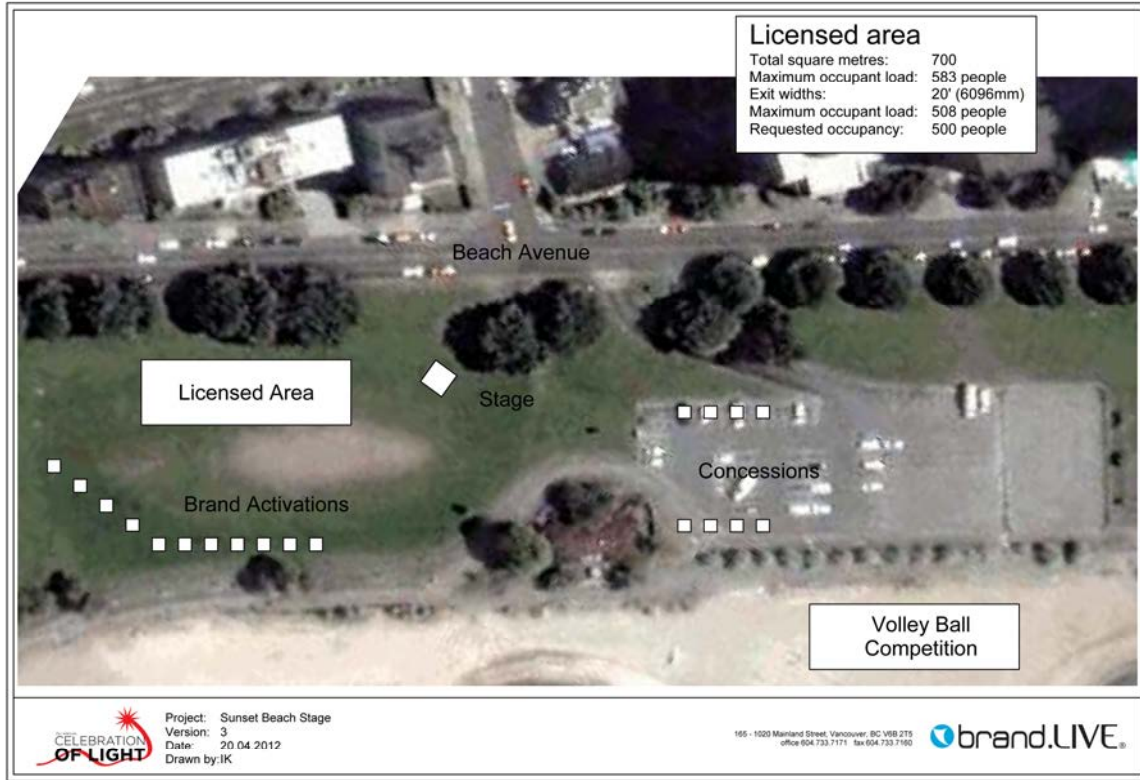 Licensed area
Total square metres: 700
Maximum occupant load: 583 people
Exit widths: 20' (6096mm)
Maximum occupant load: 508 people
Requested occupancy: 500 people
Beach Avenue
Licensed Area
Stage
Concessions
Brand Activations
Volley Ball
Competition
CELEBRATION
OF LIGHT
Project: Sunset Beach Stage
Version: 3
Date: 20.04.2012
Drawn by:IK
165 - 1020 Mainland Street, Vancouver, BC V6B 2T5
office 604.733.7171 fax 604.733.7160
brand.LIVE®